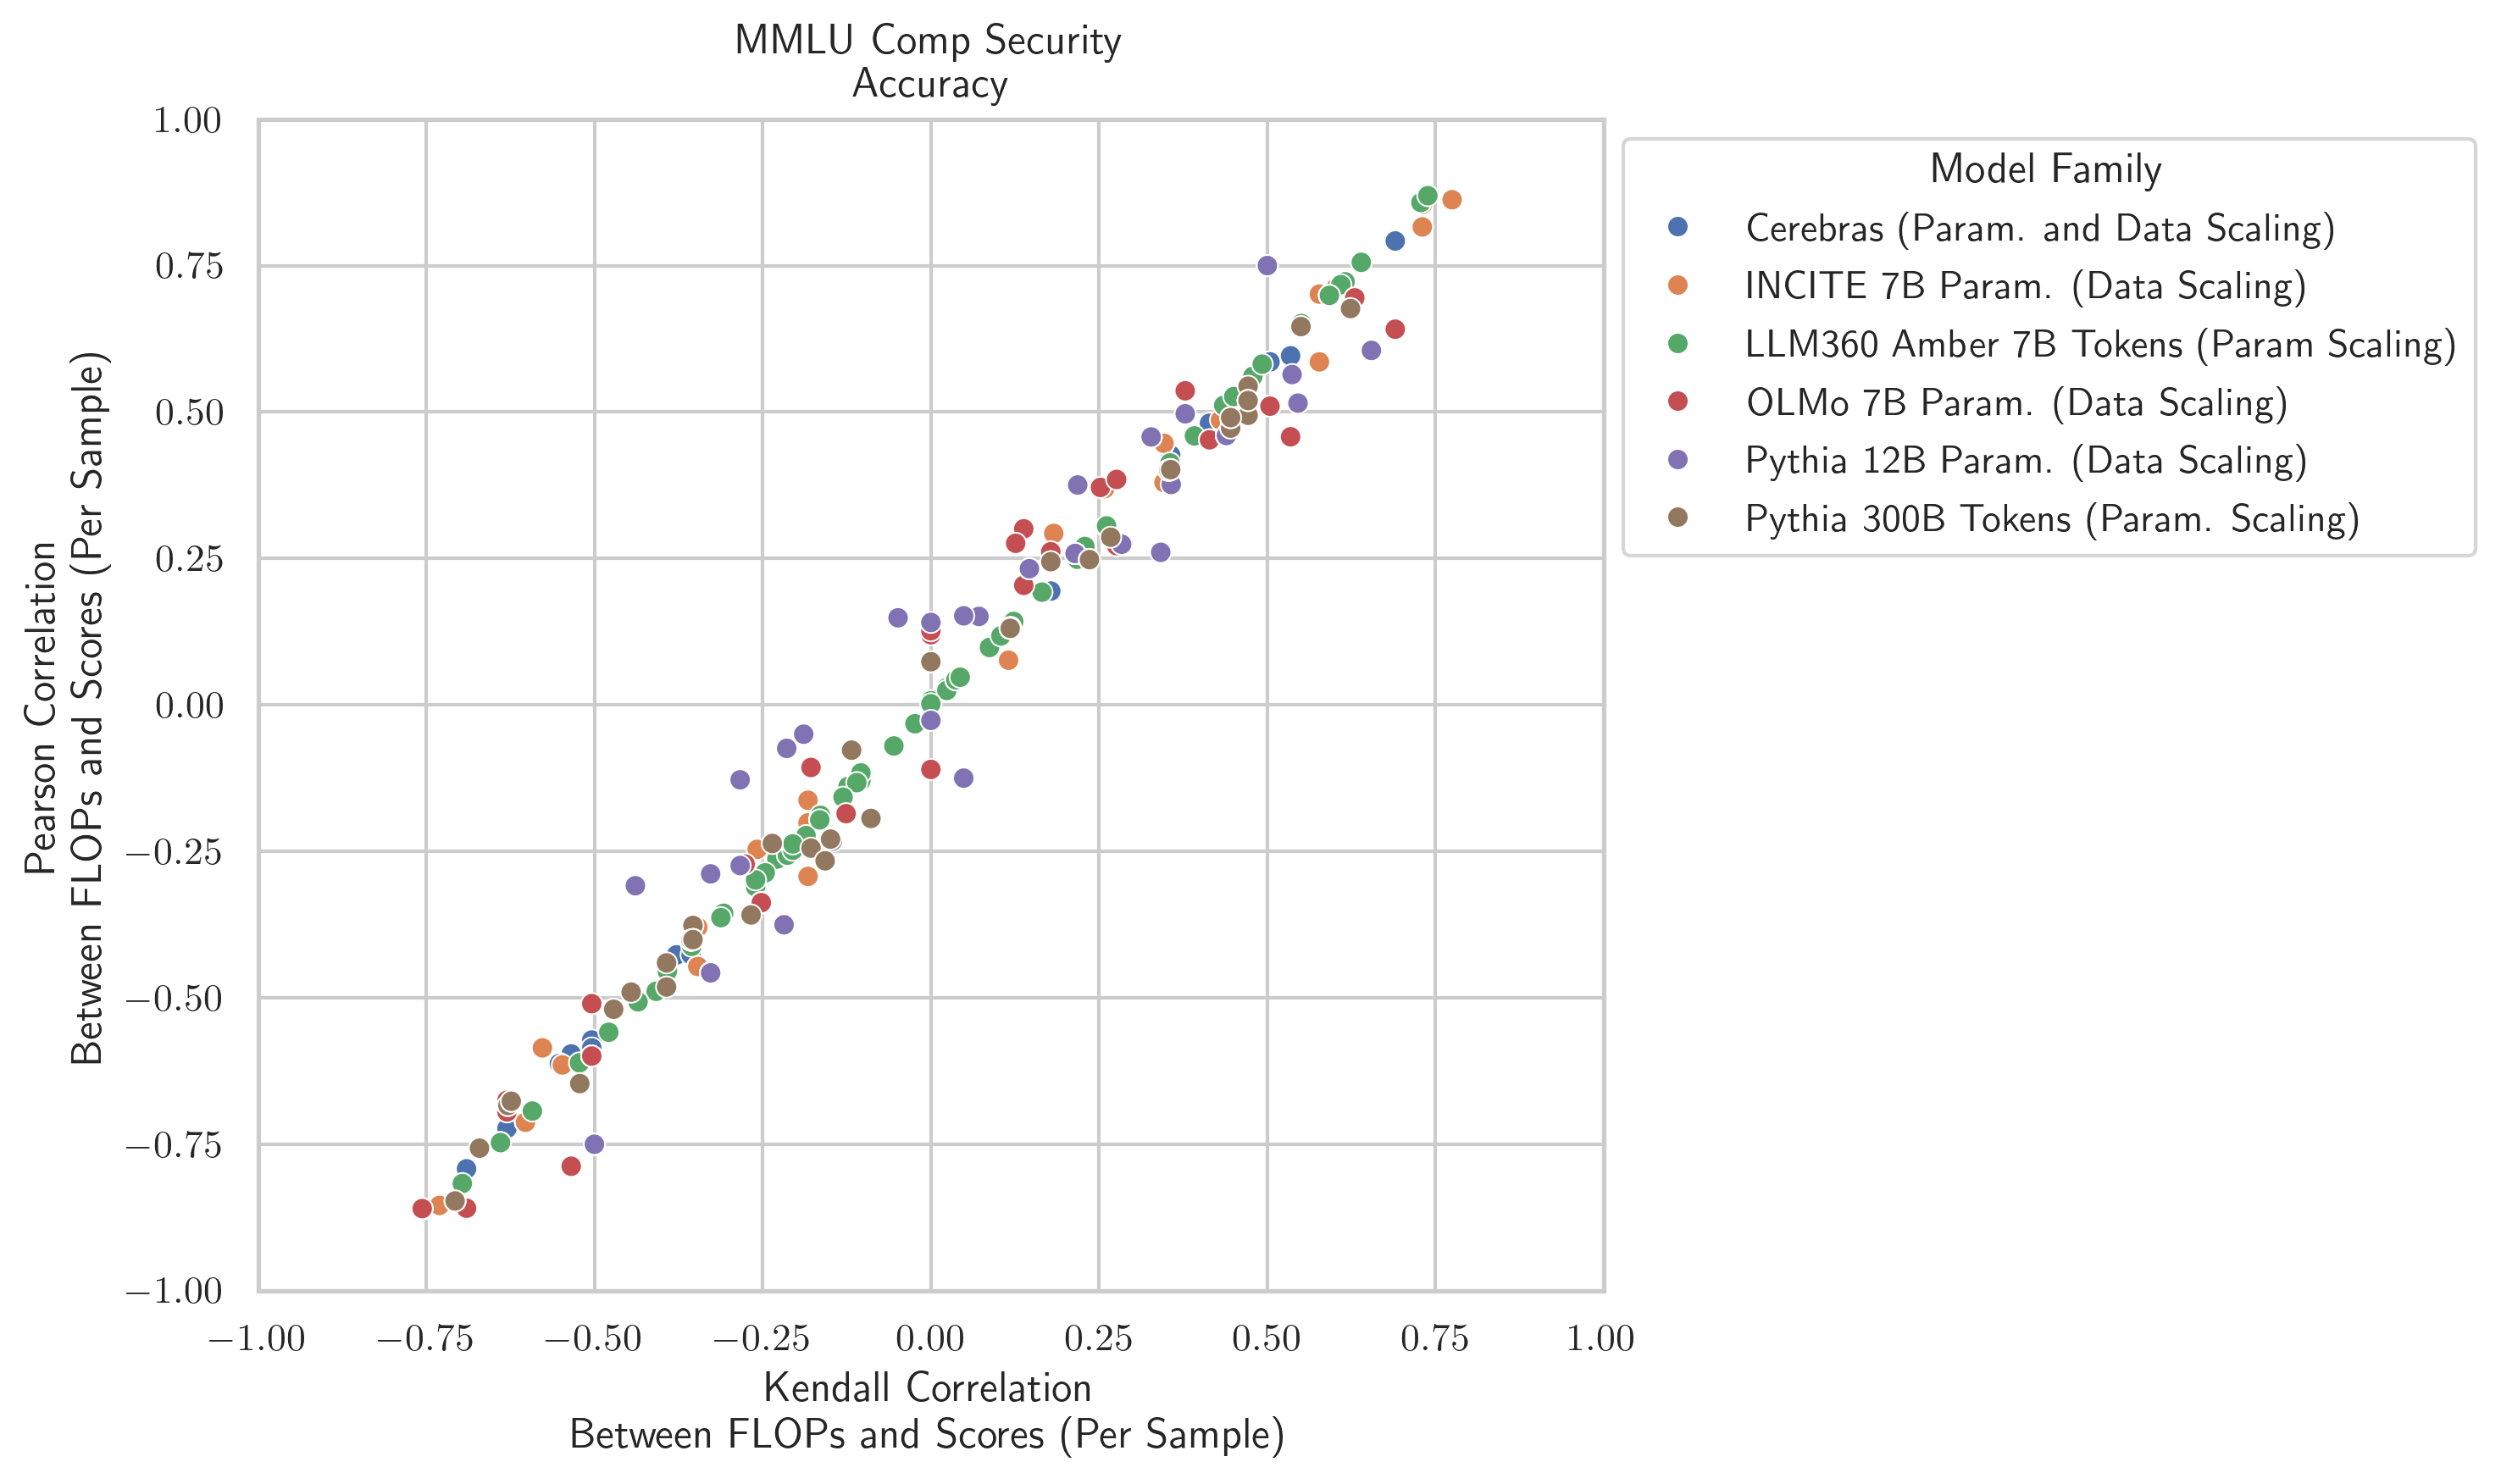 MMLU Comp Security
Accuracy
1.00
0.75
0.50
0.25
0.00
−0.25
−0.50
−0.75
−1.00
Pearson Correlation
Between FLOPs and Scores (Per Sample)
−1.00 −0.75 −0.50 −0.25 0.00 0.25 0.50 0.75 1.00
Kendall Correlation
Between FLOPs and Scores (Per Sample)
Model Family
Cerebras (Param. and Data Scaling)
INCITE 7B Param. (Data Scaling)
LLM360 Amber 7B Tokens (Param Scaling)
OLMo 7B Param. (Data Scaling)
Pythia 12B Param. (Data Scaling)
Pythia 300B Tokens (Param. Scaling)